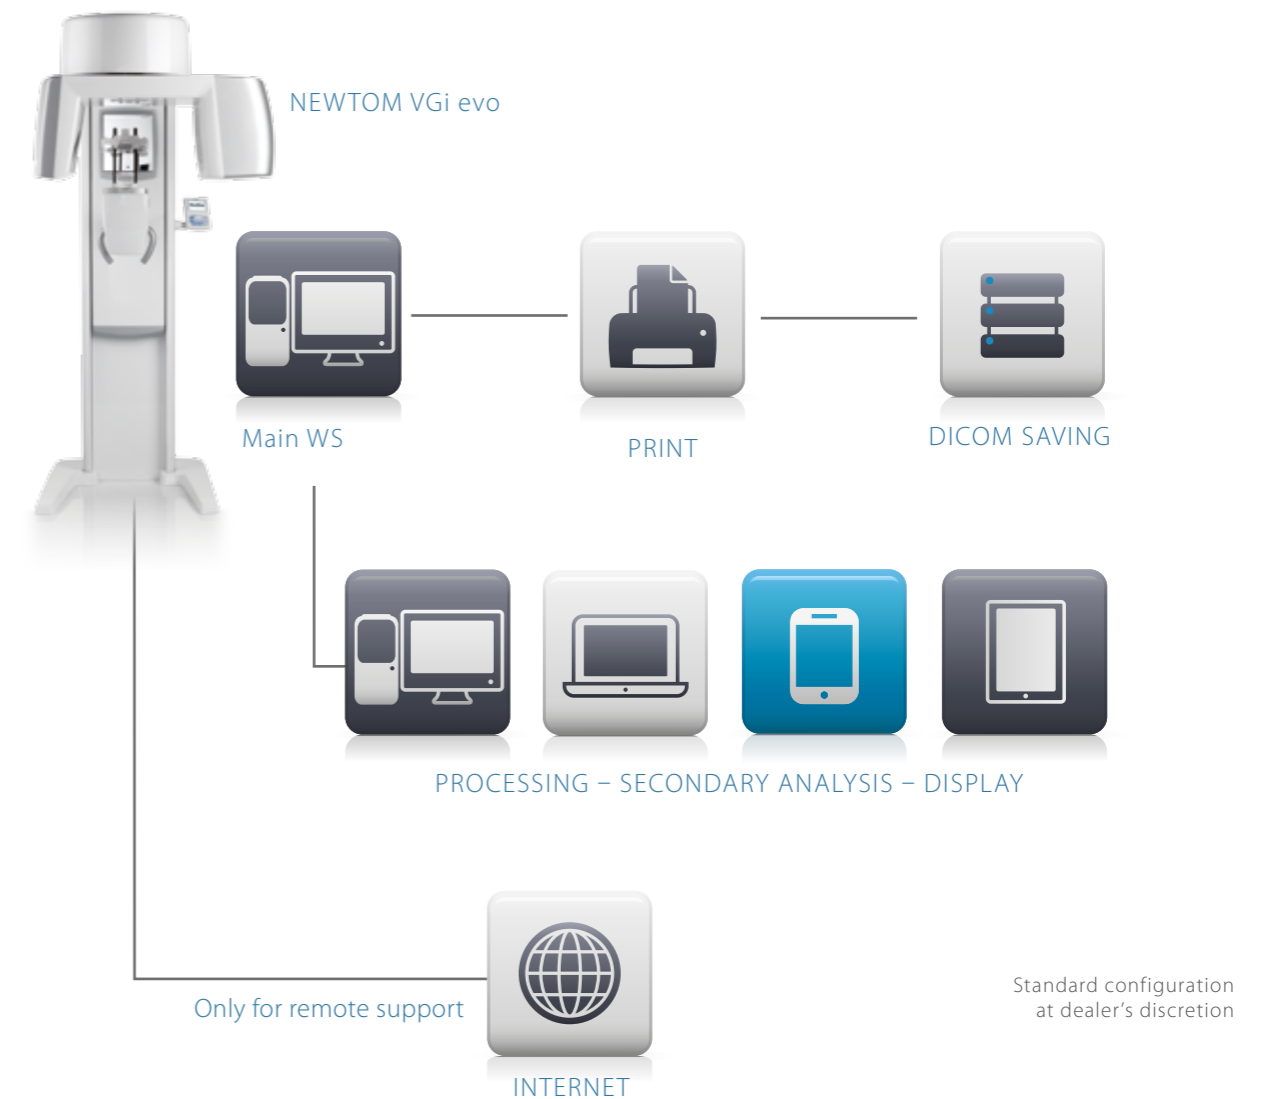 NEWTOM VGi evo
Main WS
PRINT
DICOM SAVING
PROCESSING – SECONDARY ANALYSIS – DISPLAY
Only for remote support
INTERNET
Standard configuration
at dealer’s discretion